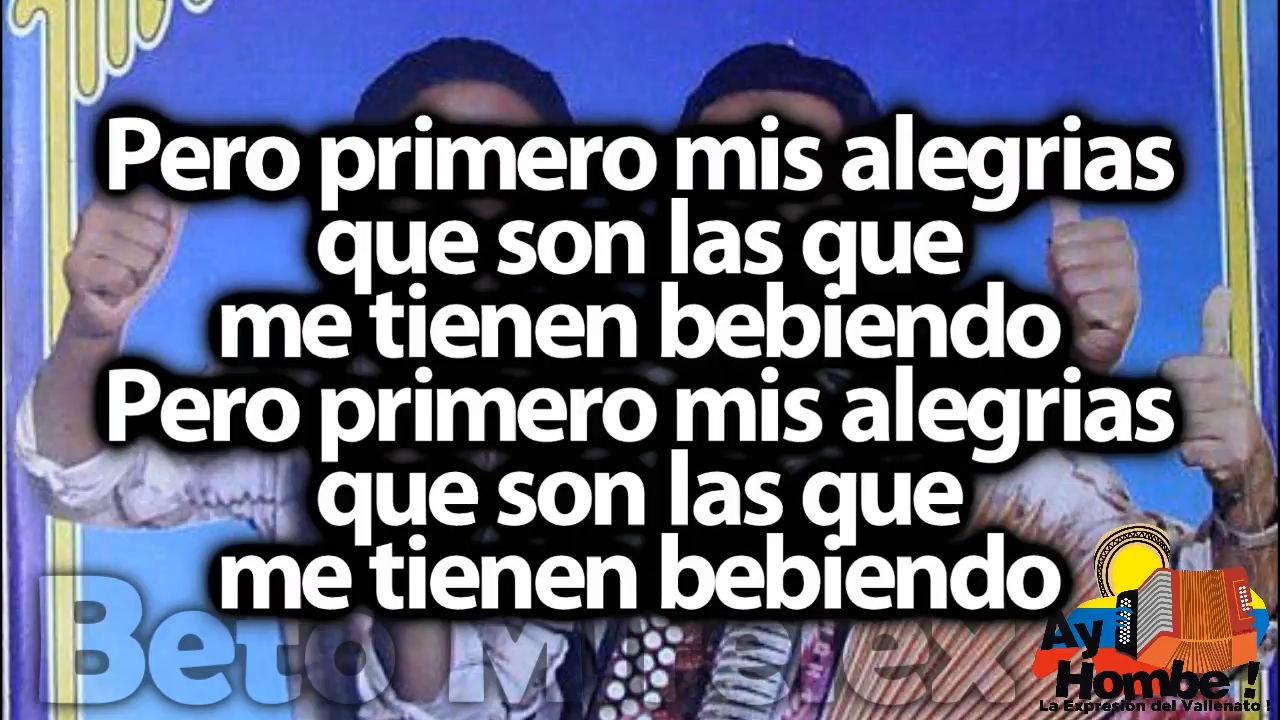 Pero primero mis alegrias
que son las que
me tienen bebiendo
Pero primero mis alegrias
que son las que
me tienen bebiendo
Beto
Ay
Hombe !
La Expresión del Vallenato !